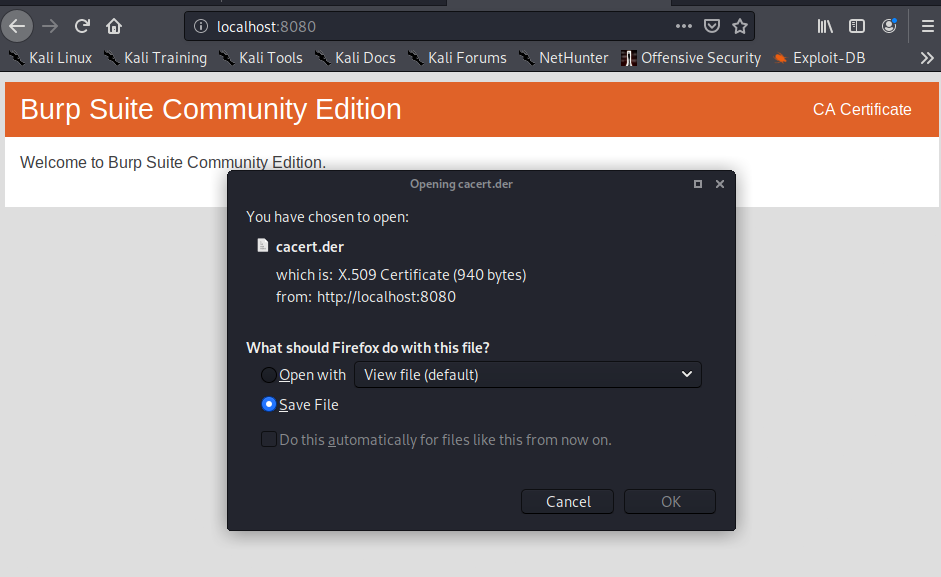 localhost:8080
Kali Linux Kali Training Kali Tools Kali Docs Kali Forums NetHunter Offensive Security Exploit-DB
Burp Suite Community Edition CA Certificate
Welcome to Burp Suite Community Edition.
Opening cacert.der
You have chosen to open:
cacert.der
which is: X.509 Certificate (940 bytes)
from: http://localhost:8080
What should Firefox do with this file?
Open with View file (default)
Save File
Do this automatically for files like this from now on.
Cancel OK